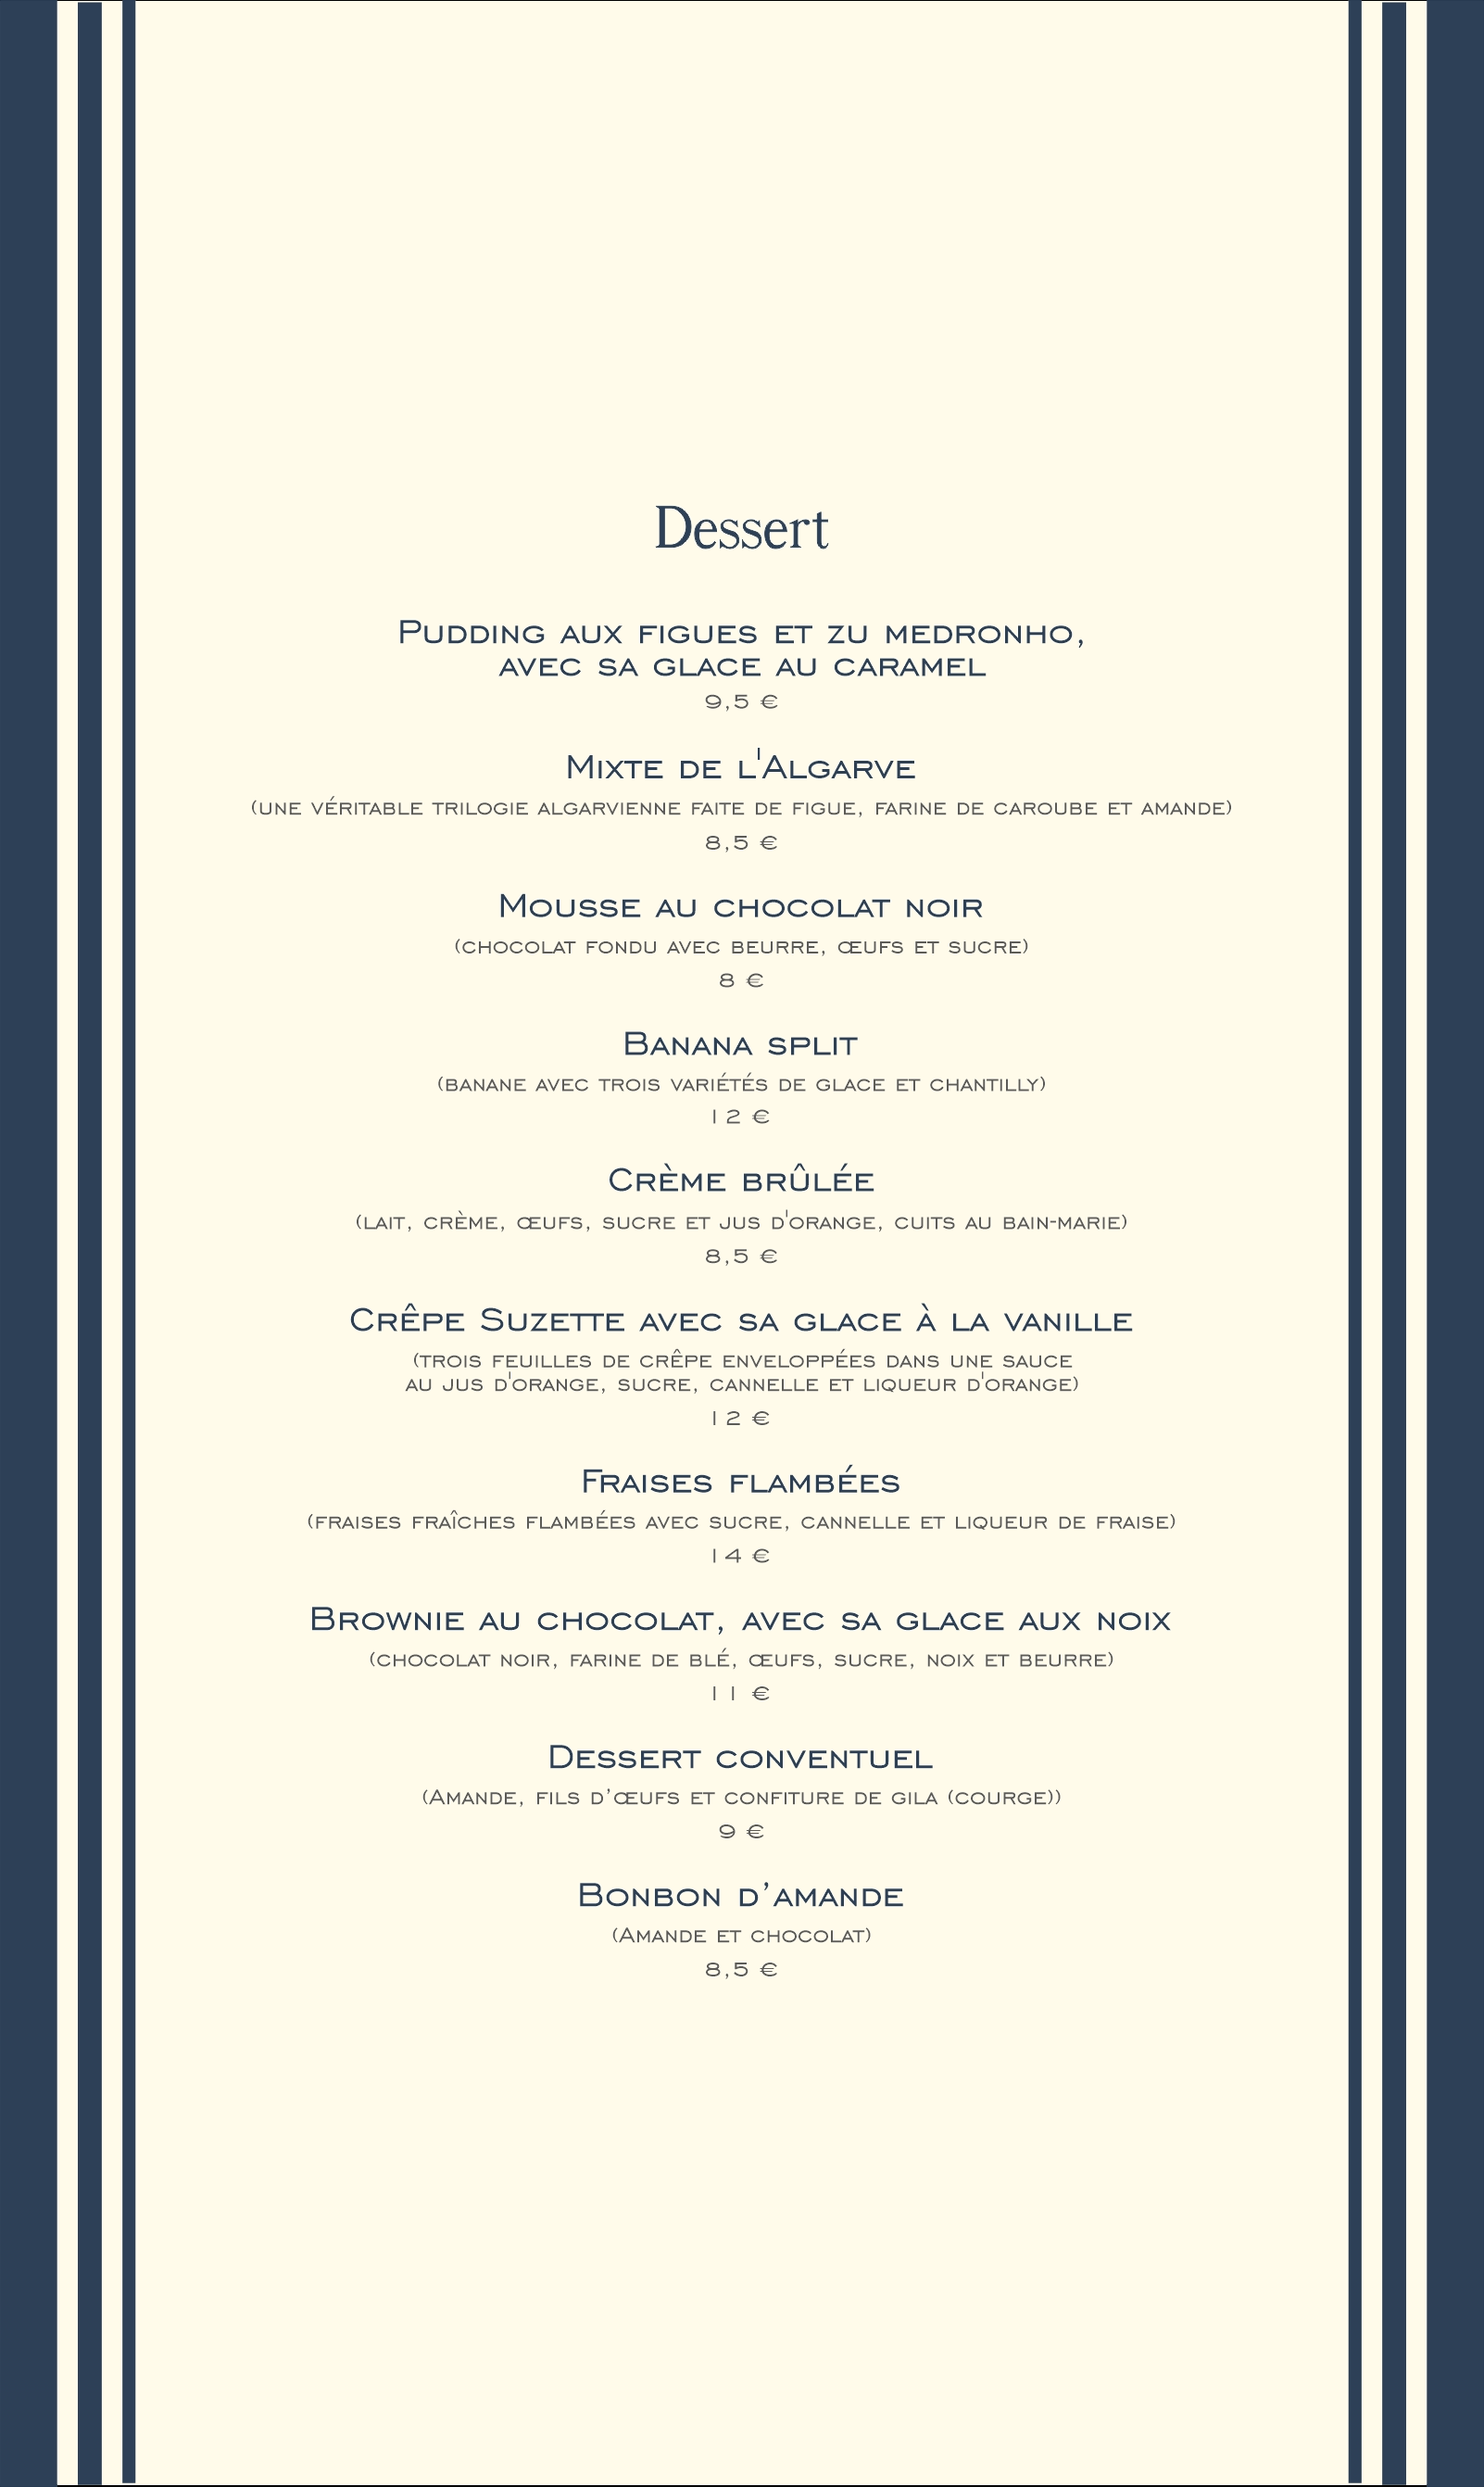 Dessert
Pudding aux figues et zu medronho,
avec sa glace au caramel
9,5 €
Mixte de l'Algarve
(une véritable trilogie algarvienne faite de figue, farine de caroube et amande)
8,5 €
Mousse au chocolat noir
(chocolat fondu avec beurre, œufs et sucre)
8 €
Banana split
(banane avec trois variétés de glace et chantilly)
12 €
Crème brûlée
(lait, crème, œufs, sucre et jus d'orange, cuits au bain-marie)
8,5 €
Crêpe Suzette avec sa glace à la vanille
(trois feuilles de crêpe enveloppées dans une sauce
au jus d'orange, sucre, cannelle et liqueur d'orange)
12 €
Fraises flambées
(fraises fraîches flambées avec sucre, cannelle et liqueur de fraise)
14 €
Brownie au chocolat, avec sa glace aux noix
(chocolat noir, farine de blé, œufs, sucre, noix et beurre)
11 €
Dessert conventuel
(Amande, fils d’œufs et confiture de gila (courge))
9 €
Bonbon d’amande
(Amande et chocolat)
8,5 €